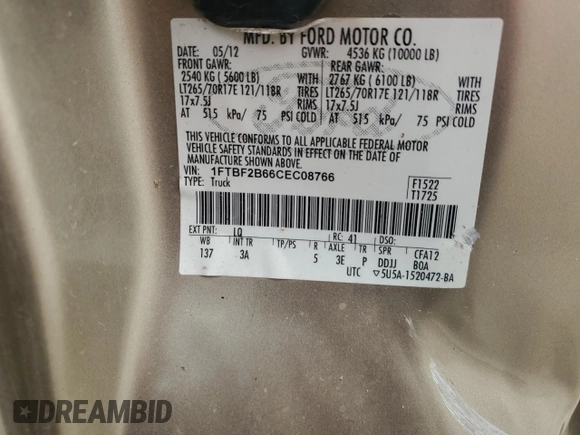 MFD. BY FORD MOTOR CO.
DATE: 05/12 GVWR: 4536 KG (10000 LB)
FRONT GAWR: REAR GAWR:
2540 KG ( 5600 LB) WITH 2767 KG ( 6100 LB) WITH
LT265/70R17E 121/118R TIRES LT265/70R17E 121/118R TIRES
17x7.5J RIMS 17x7.5J RIMS
AT 515 kPa/ 75 PSI COLD AT 515 kPa/ 75 PSI COLD
THIS VEHICLE CONFORMS TO ALL APPLICABLE FEDERAL MOTOR
VEHICLE SAFETY STANDARDS IN EFFECT ON THE DATE OF
MANUFACTURE SHOWN ABOVE.
VIN: 1FTBF2B66CEC08766
TYPE: Truck
F1522
T1725
EXT PNT: LQ RC: 41 DSO:
WB INT TR TP/PS R AXLE TR SPR CFA12
137 3A 5 3E P DDJJ BOA
UTC 5U5A-1520472-BA
DREAMBID